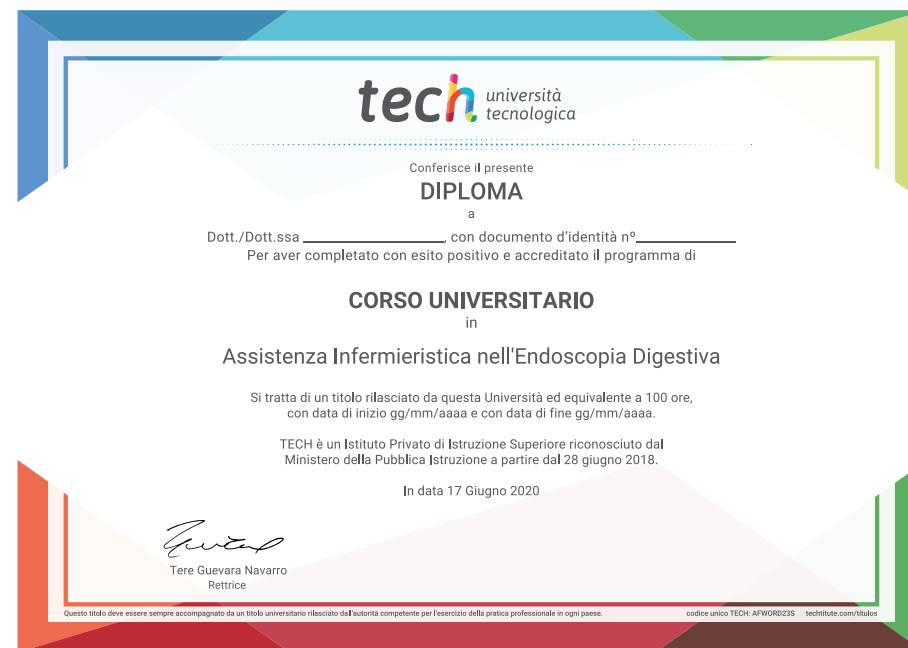 tech università
tecnologica
Conferisce il presente
DIPLOMA
a
Dott./Dott.ssa ____________, con documento d'identità nº____________
Per aver completato con esito positivo e accreditato il programma di
CORSO UNIVERSITARIO
in
Assistenza Infermieristica nell'Endoscopia Digestiva
Si tratta di un titolo rilasciato da questa Università ed equivalente a 100 ore,
con data di inizio gg/mm/aaaa e con data di fine gg/mm/aaaa.
TECH è un Istituto Privato di Istruzione Superiore riconosciuto dal
Ministero della Pubblica Istruzione a partire dal 28 giugno 2018.
In data 17 Giugno 2020
Tere Guevara Navarro
Rettrice
Questo titolo deve essere sempre accompagnato da un titolo universitario rilasciato dall'autorità competente per l'esercizio della pratica professionale in ogni paese. codice unico TECH: AFWORD23S techtitute.com/títulos